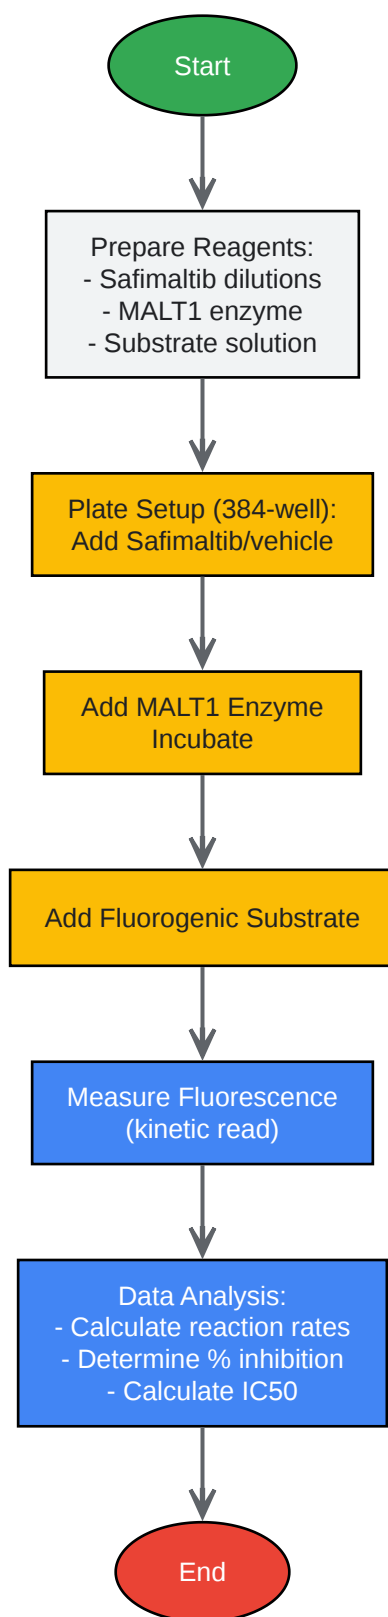 Start
Prepare Reagents:
- Safimaltib dilutions
- MALT1 enzyme
- Substrate solution
Plate Setup (384-well):
Add Safimaltib/vehicle
Add MALT1 Enzyme
Incubate
Add Fluorogenic Substrate
Measure Fluorescence
(kinetic read)
Data Analysis:
- Calculate reaction rates
- Determine % inhibition
- Calculate IC50
End